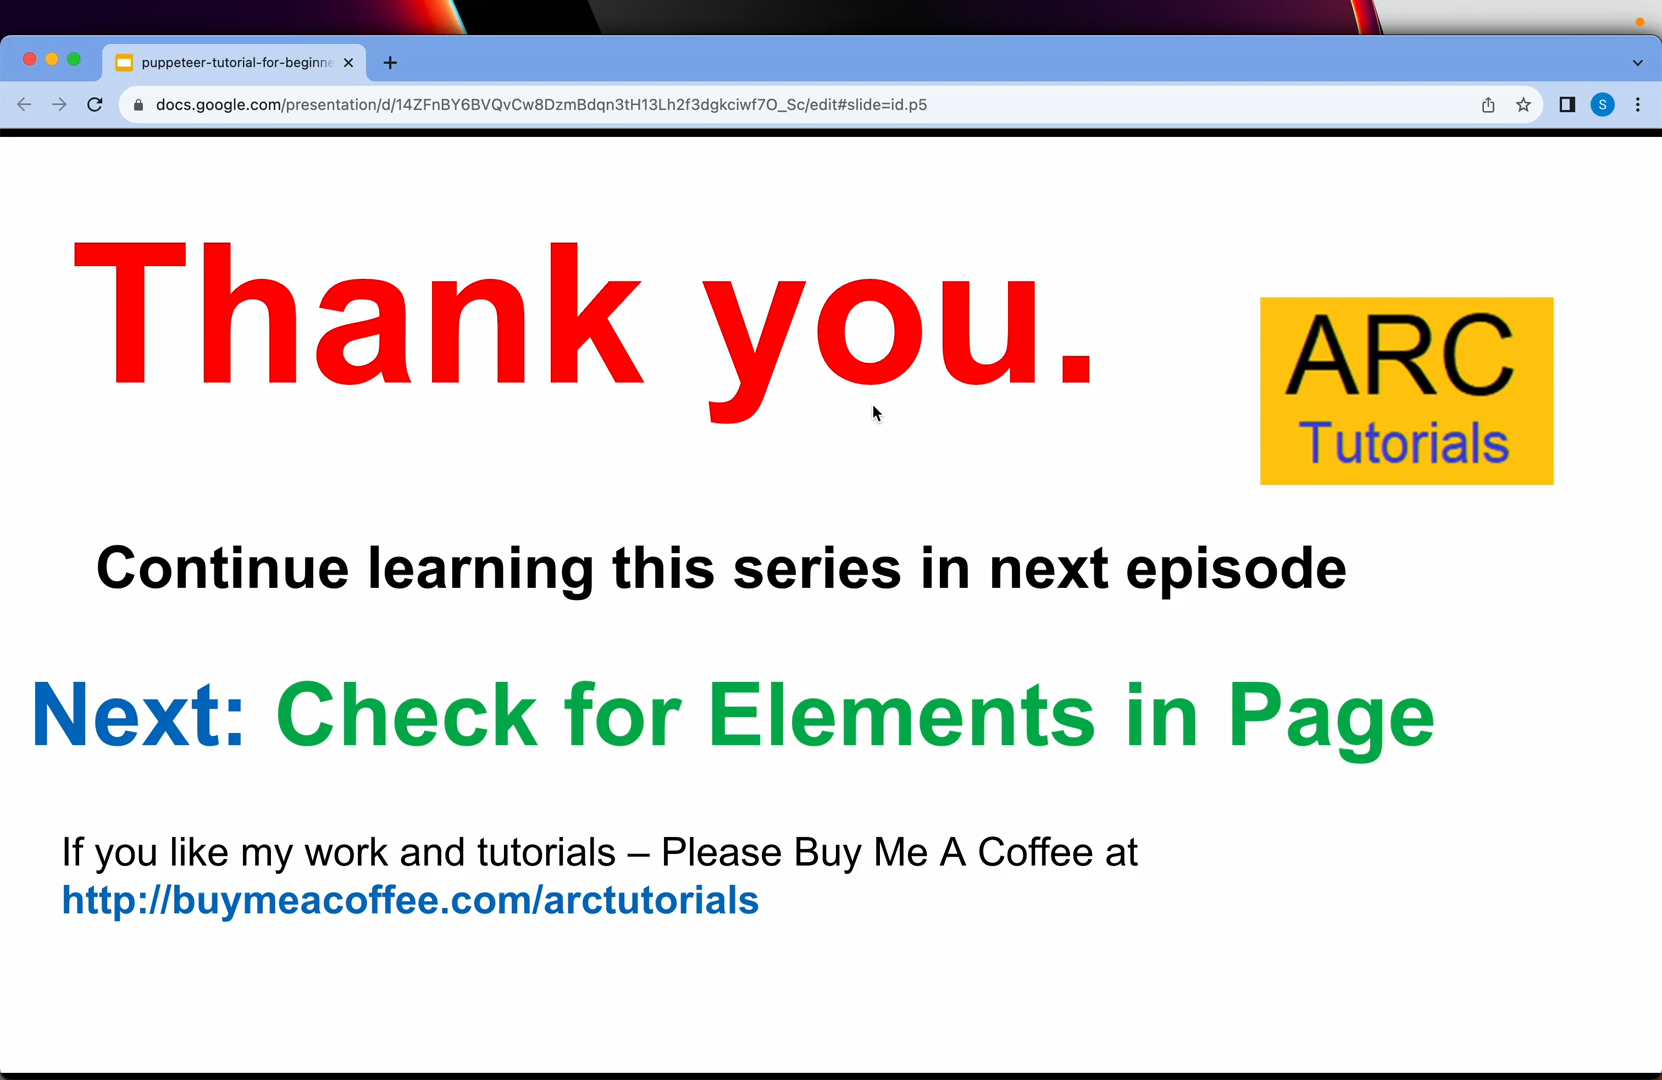 puppeteer-tutorial-for-beginne
docs.google.com/presentation/d/14ZFnBY6BVQvCw8DzmBdqn3tH13Lh2f3dgkciwf7O_Sc/edit#slide=id.p5
S
Thank you.
ARC
Tutorials
Continue learning this series in next episode
Next: Check for Elements in Page
If you like my work and tutorials – Please Buy Me A Coffee at
http://buymeacoffee.com/arctutorials